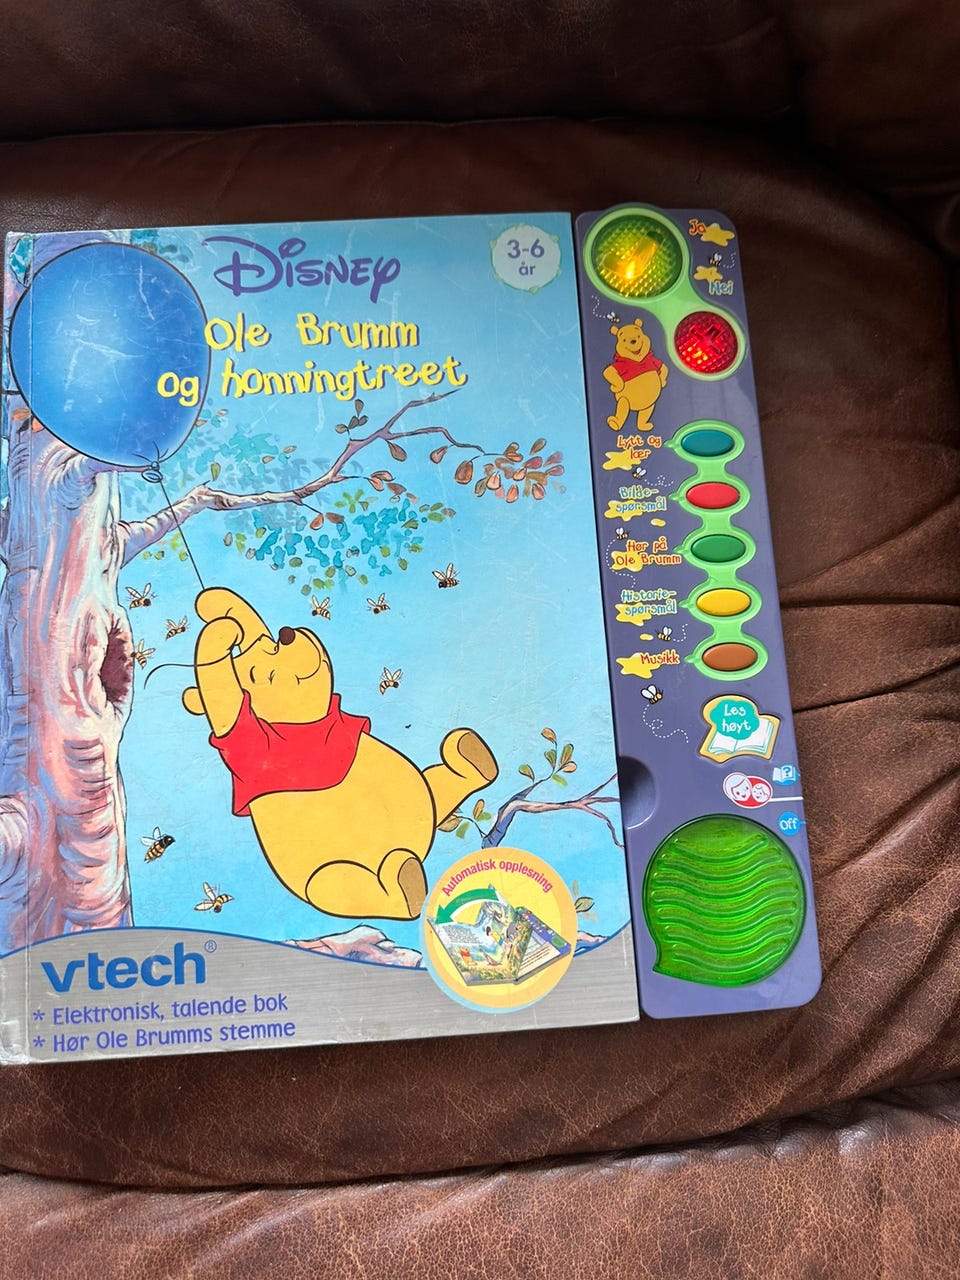 Disney
3-6
år
Ole Brumm
og honningtreet
Automatisk opplesning
vtech®
* Elektronisk, talende bok
* Hør Ole Brumms stemme
Ja
Nei
Lytt og
lær
Bilde-
spørsmål
Hør på
Ole Brumm
Historie-
spørsmål
Musikk
Les
høyt
?
Off